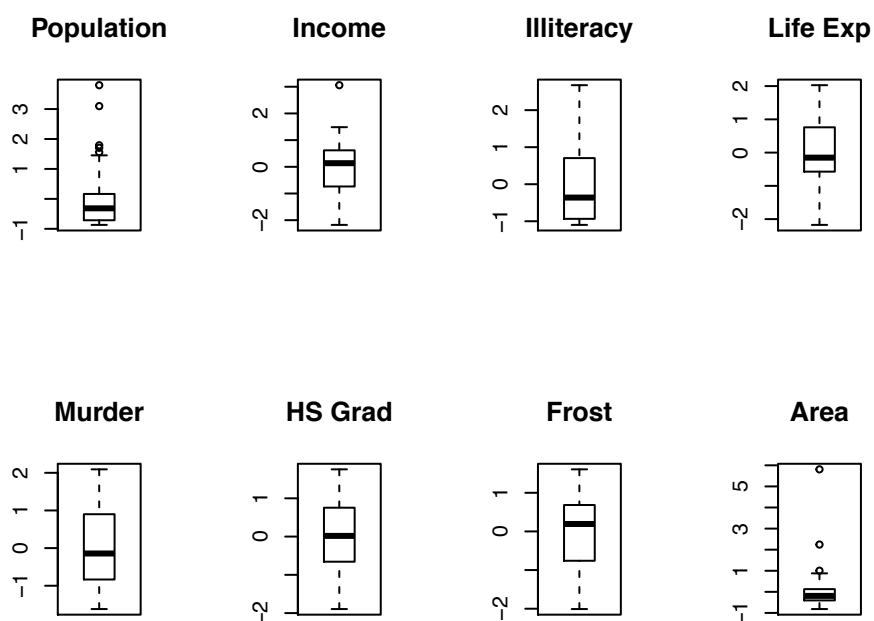 Population Income Illiteracy Life Exp
−1 1 2 3
−2 0 2
−1 0 1 2
−2 0 1 2
Murder HS Grad Frost Area
−1 0 1 2
−2 0 1
−2 0 1
−1 1 3 5